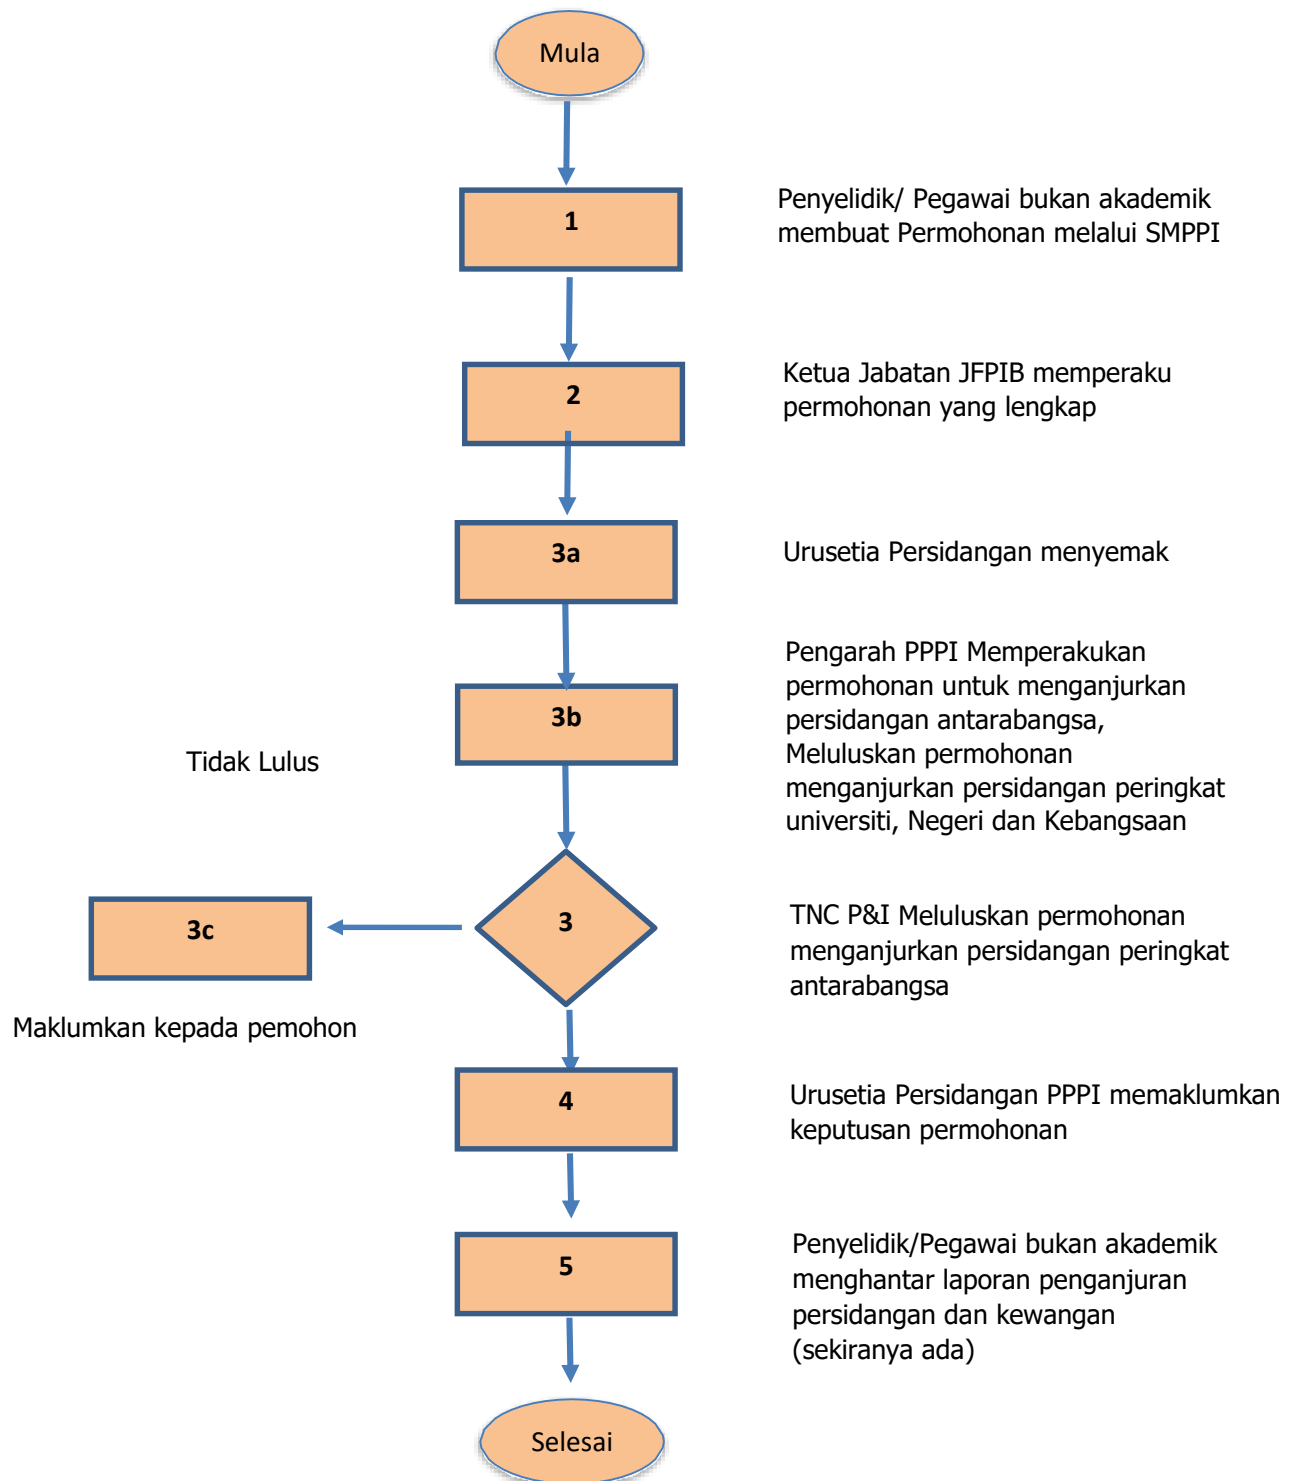 Mula
1
Penyelidik/ Pegawai bukan akademik
membuat Permohonan melalui SMPPI
2
Ketua Jabatan JFPIB memperaku
permohonan yang lengkap
3a
Urusetia Persidangan menyemak
3b
Pengarah PPPI Memperakukan
permohonan untuk menganjurkan
persidangan antarabangsa,
Meluluskan permohonan
menganjurkan persidangan peringkat
universiti, Negeri dan Kebangsaan
Tidak Lulus
3c
3
TNC P&I Meluluskan permohonan
menganjurkan persidangan peringkat
antarabangsa
Maklumkan kepada pemohon
4
Urusetia Persidangan PPPI memaklumkan
keputusan permohonan
5
Penyelidik/Pegawai bukan akademik
menghantar laporan penganjuran
persidangan dan kewangan
(sekiranya ada)
Selesai